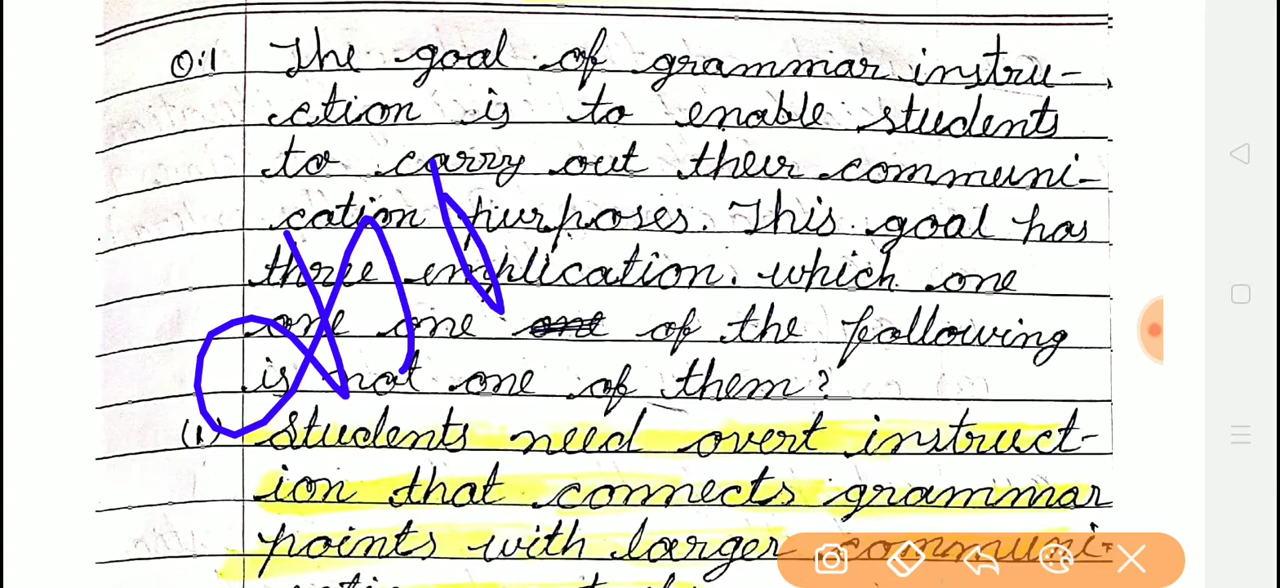 Q:1 The goal of grammar instru-
ction is to enable students
to carry out their communi-
cation purposes. This goal has
three implication. which one
one one one of the following
is not one of them?
(1) Students need overt instruct-
ion that connects grammar
points with larger communi-